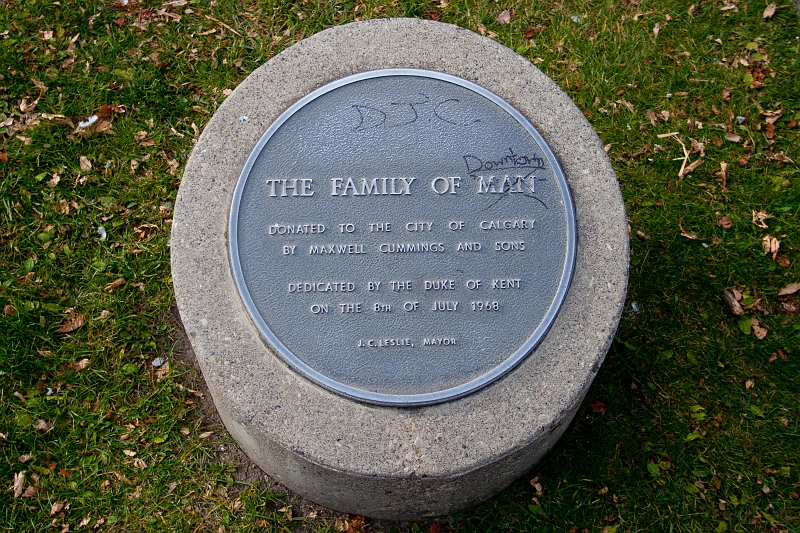 D.T.C.
Downtown
THE FAMILY OF MAN
DONATED TO THE CITY OF CALGARY
BY MAXWELL CUMMINGS AND SONS
DEDICATED BY THE DUKE OF KENT
ON THE 8TH OF JULY 1968
J.C. LESLIE, MAYOR